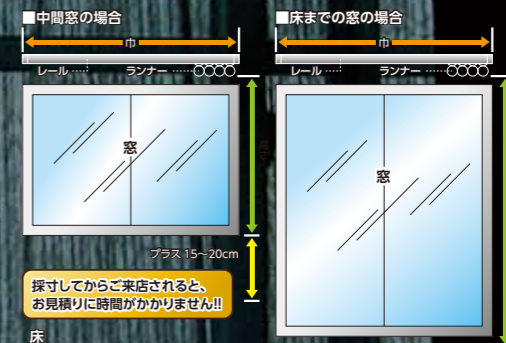 ■中間窓の場合
巾
レール
ランナー
窓
プラス 15～20cm
採寸してからご来店されると、
お見積りに時間がかかりません!!
床
■床までの窓の場合
巾
レール
ランナー
窓